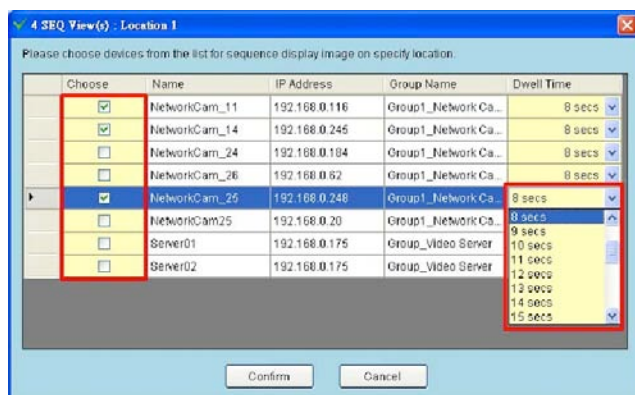 4 SEQ View(s) : Location 1
Please choose devices from the list for sequence display image on specify location.
Choose Name IP Address Group Name Dwell Time
NetworkCam_11 192.168.0.116 Group1_Network Ca... 8 secs
NetworkCam_14 192.168.0.245 Group1_Network Ca... 8 secs
NetworkCam_24 192.168.0.184 Group1_Network Ca... 8 secs
NetworkCam_26 192.168.0.62 Group1_Network Ca... 8 secs
NetworkCam_25 192.168.0.248 Group1_Network Ca... 8 secs
NetworkCam25 192.168.0.20 Group1_Network Ca...
Server01 192.168.0.175 Group_Video Server
Server02 192.168.0.175 Group_Video Server
8 secs
9 secs
10 secs
11 secs
12 secs
13 secs
14 secs
15 secs
Confirm Cancel